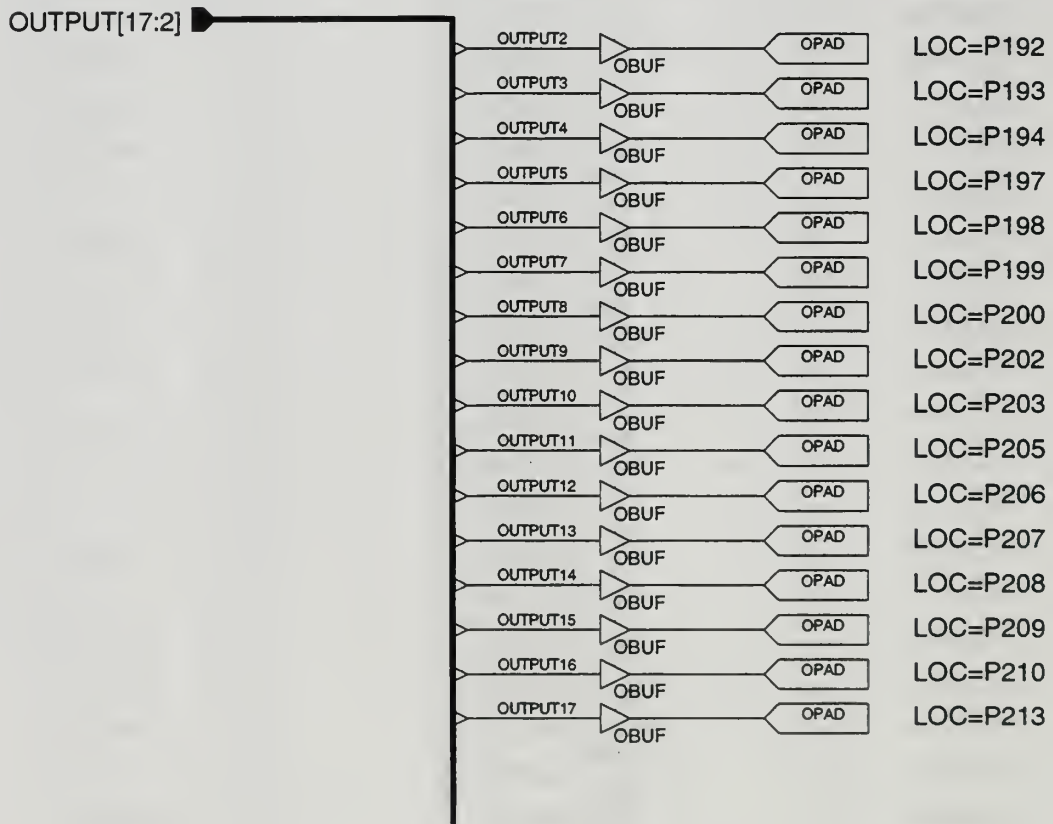 OUTPUT[17:2]
OUTPUT2 OBUF OPAD LOC=P192
OUTPUT3 OBUF OPAD LOC=P193
OUTPUT4 OBUF OPAD LOC=P194
OUTPUT5 OBUF OPAD LOC=P197
OUTPUT6 OBUF OPAD LOC=P198
OUTPUT7 OBUF OPAD LOC=P199
OUTPUT8 OBUF OPAD LOC=P200
OUTPUT9 OBUF OPAD LOC=P202
OUTPUT10 OBUF OPAD LOC=P203
OUTPUT11 OBUF OPAD LOC=P205
OUTPUT12 OBUF OPAD LOC=P206
OUTPUT13 OBUF OPAD LOC=P207
OUTPUT14 OBUF OPAD LOC=P208
OUTPUT15 OBUF OPAD LOC=P209
OUTPUT16 OBUF OPAD LOC=P210
OUTPUT17 OBUF OPAD LOC=P213